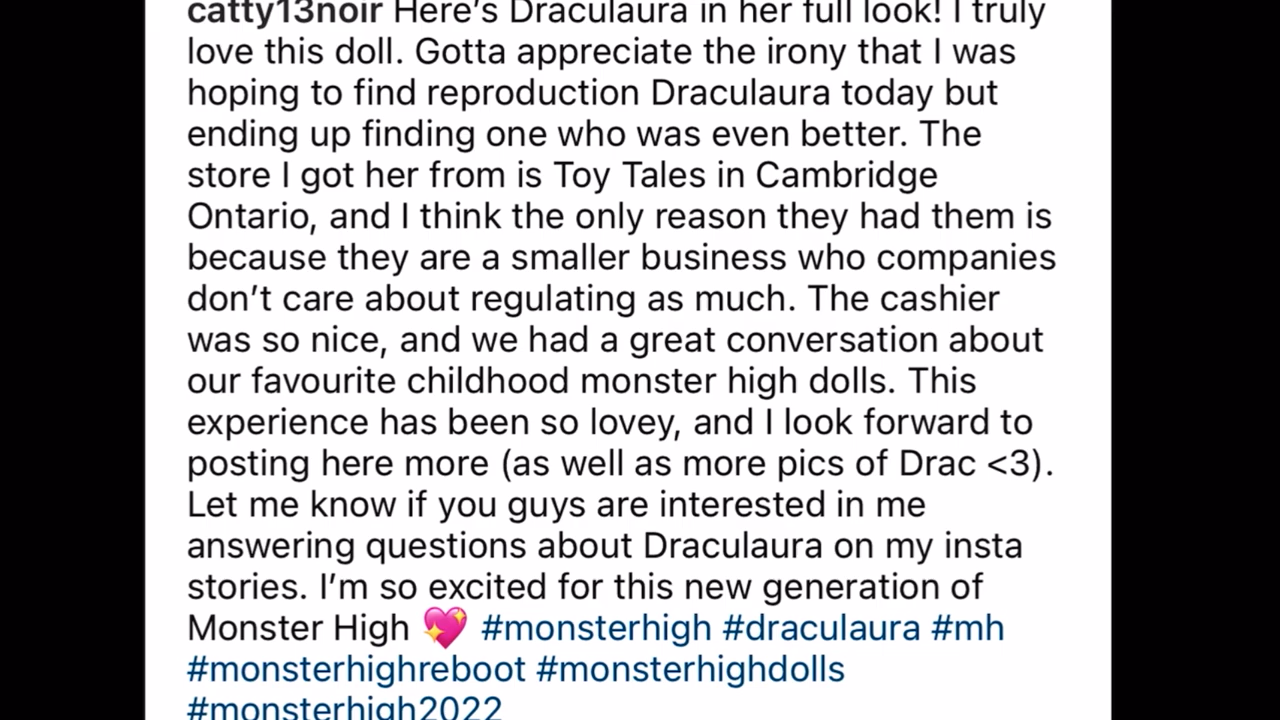 catty13noir Here’s Draculaura in her full look! I truly
love this doll. Gotta appreciate the irony that I was
hoping to find reproduction Draculaura today but
ending up finding one who was even better. The
store I got her from is Toy Tales in Cambridge
Ontario, and I think the only reason they had them is
because they are a smaller business who companies
don’t care about regulating as much. The cashier
was so nice, and we had a great conversation about
our favourite childhood monster high dolls. This
experience has been so lovey, and I look forward to
posting here more (as well as more pics of Drac <3).
Let me know if you guys are interested in me
answering questions about Draculaura on my insta
stories. I’m so excited for this new generation of
Monster High 💖 #monsterhigh #draculaura #mh
#monsterhighreboot #monsterhighdolls
#monsterhigh2022